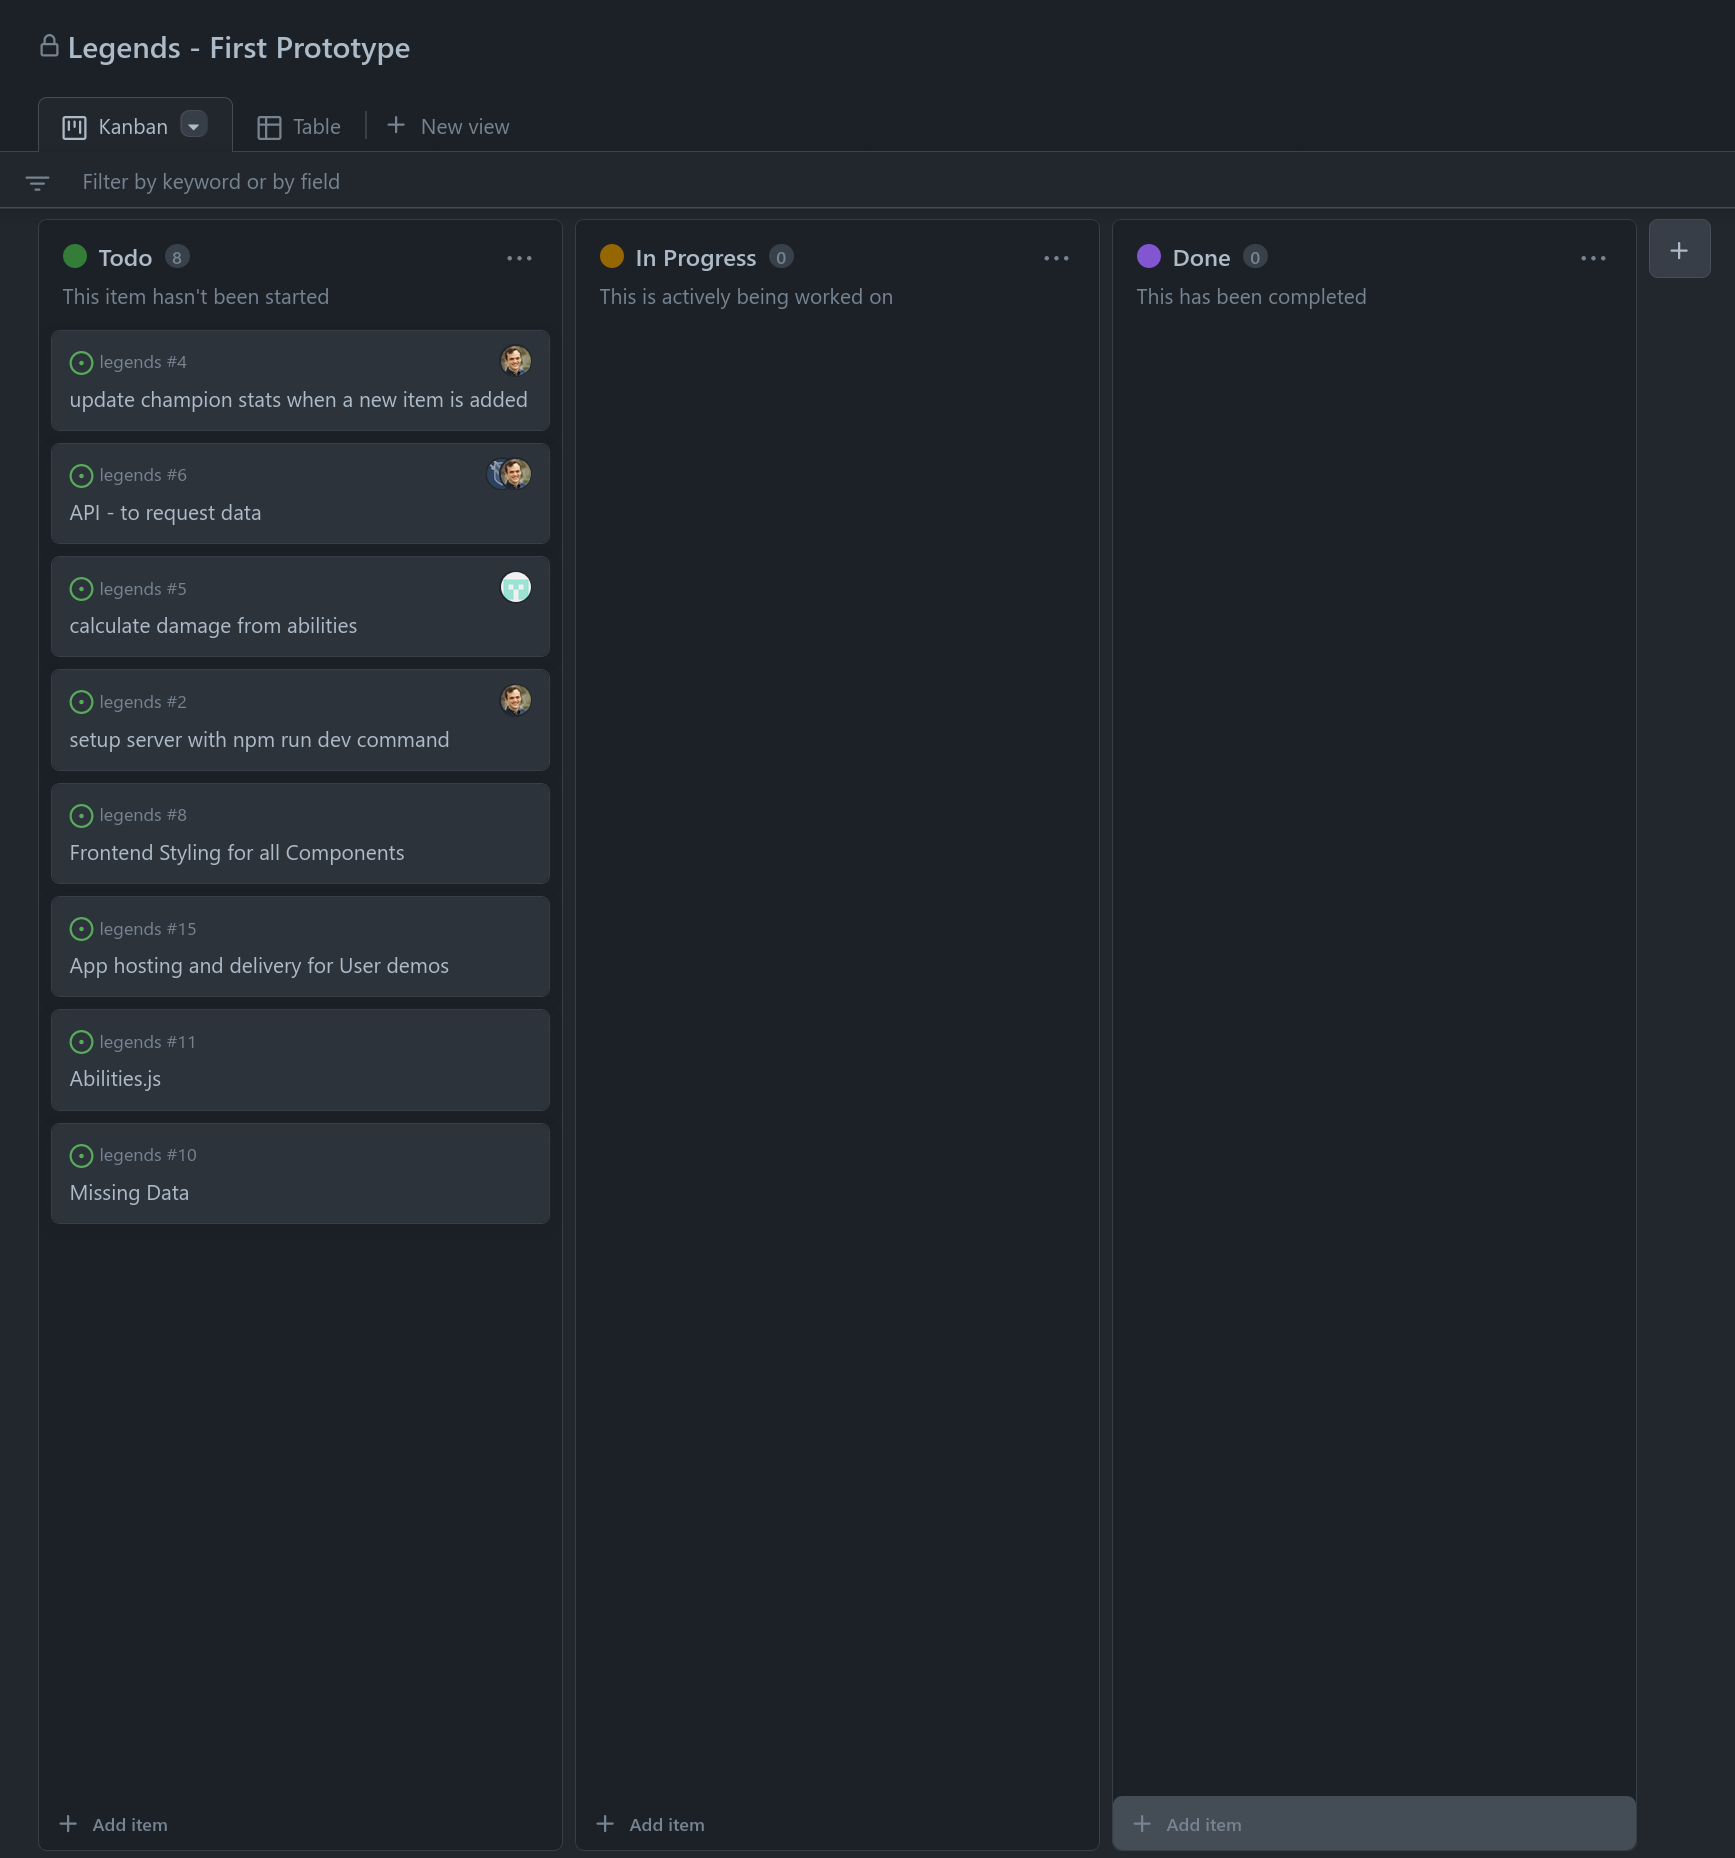 Legends - First Prototype
Kanban
Table
New view
Filter by keyword or by field
Todo 8
This item hasn't been started
legends #4
update champion stats when a new item is added
legends #6
API - to request data
legends #5
calculate damage from abilities
legends #2
setup server with npm run dev command
legends #8
Frontend Styling for all Components
legends #15
App hosting and delivery for User demos
legends #11
Abilities.js
legends #10
Missing Data
Add item
In Progress 0
This is actively being worked on
Add item
Done 0
This has been completed
Add item